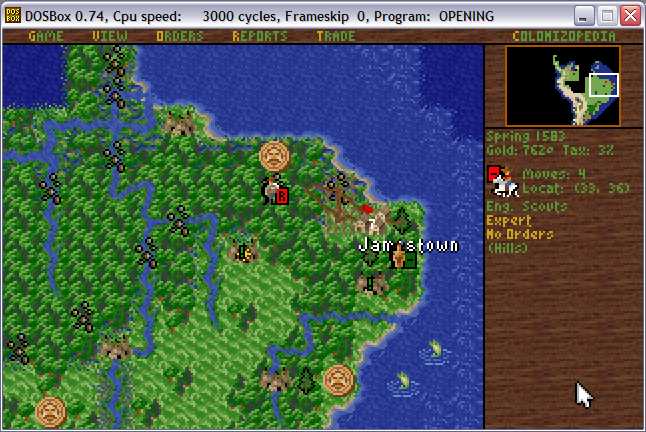 DOSBox 0.74, Cpu speed: 3000 cycles, Frameskip 0, Program: OPENING
GAME VIEW ORDERS REPORTS TRADE COLONIZOPEDIA
Spring 1583
Gold: 762° Tax: 3%
Moves: 4
Locat: (33, 36)
Eng. Scouts
Expert
No Orders
(Hills)
Jamestown